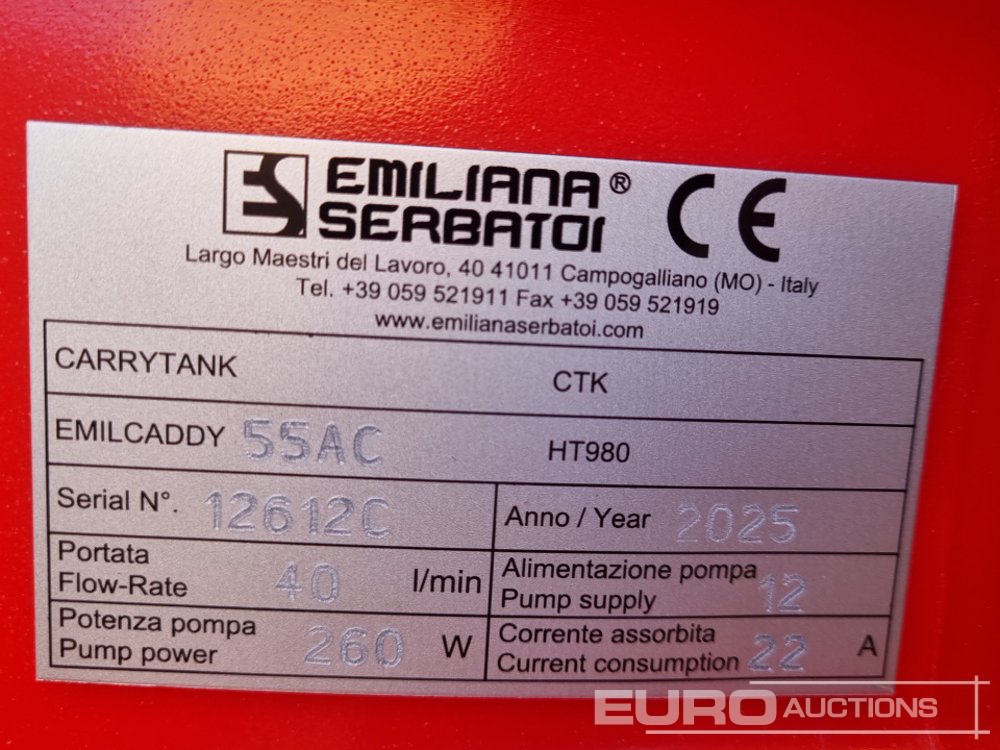 ES EMILIANA®
SERBATOI CE
Largo Maestri del Lavoro, 40 41011 Campogalliano (MO) - Italy
Tel. +39 059 521911 Fax +39 059 521919
www.emilianaserbatoi.com
CARRYTANK CTK
EMILCADDY 55AC HT980
Serial N°. 12612C Anno / Year 2025
Portata
Flow-Rate 40 l/min
Alimentazione pompa
Pump supply 12
Potenza pompa
Pump power 260 W
Corrente assorbita
Current consumption 22 A
EURO AUCTIONS